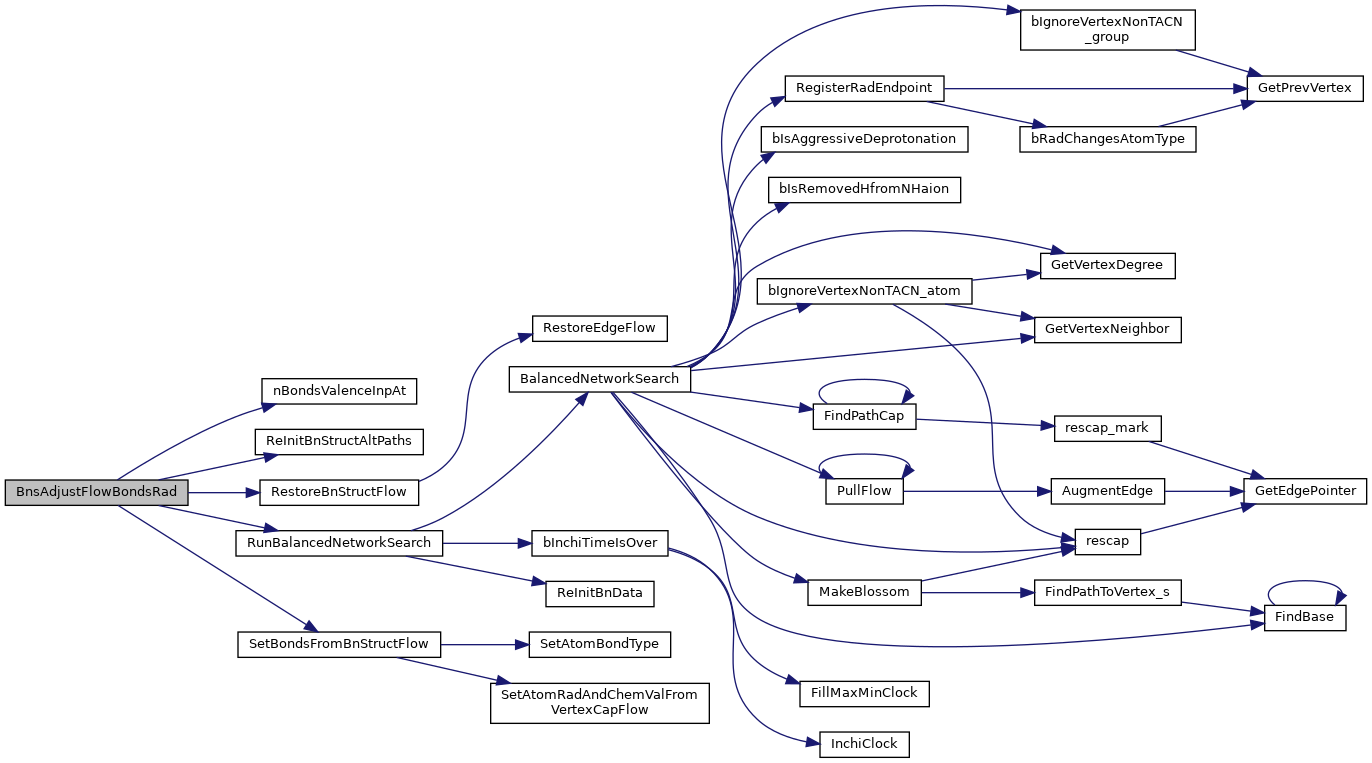 BnsAdjustFlowBondsRad
nBondsValenceInpAt
ReInitBnStructAltPaths
RestoreBnStructFlow
RunBalancedNetworkSearch
SetBondsFromBnStructFlow
RestoreEdgeFlow
BalancedNetworkSearch
bInchiTimeIsOver
ReInitBnData
SetAtomBondType
SetAtomRadAndChemValFrom
VertexCapFlow
bIgnoreVertexNonTACN
_group
RegisterRadEndpoint
bIsAggressiveDeprotonation
bIsRemovedHfromNHaion
bIgnoreVertexNonTACN_atom
FindPathCap
PullFlow
MakeBlossom
FillMaxMinClock
InchiClock
GetPrevVertex
bRadChangesAtomType
GetVertexDegree
GetVertexNeighbor
rescap_mark
AugmentEdge
GetEdgePointer
rescap
FindPathToVertex_s
FindBase